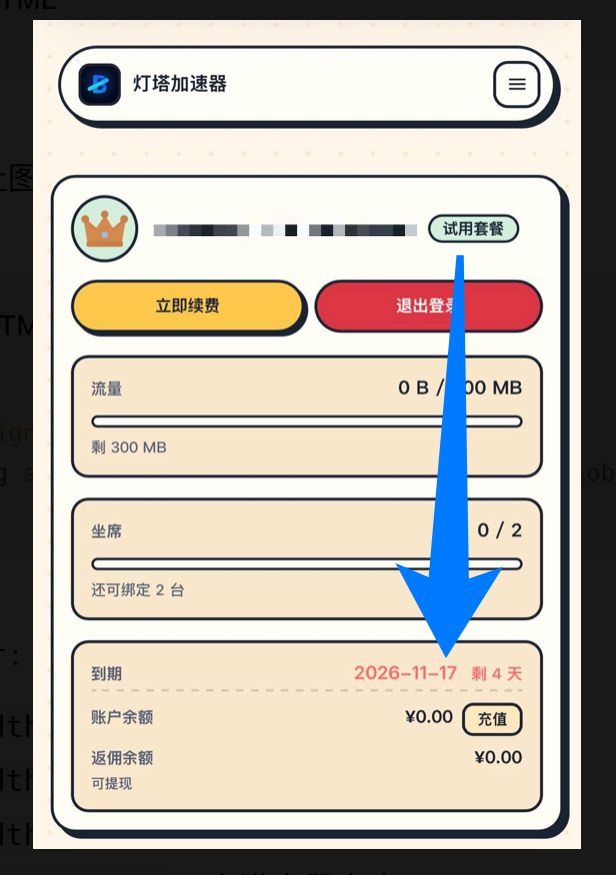 灯塔加速器
试用套餐
立即续费
退出登录
流量
0 B / 300 MB
剩 300 MB
坐席
0 / 2
还可绑定 2 台
到期
2026-11-17 剩 4 天
账户余额
¥0.00 充值
返佣余额
¥0.00
可提现